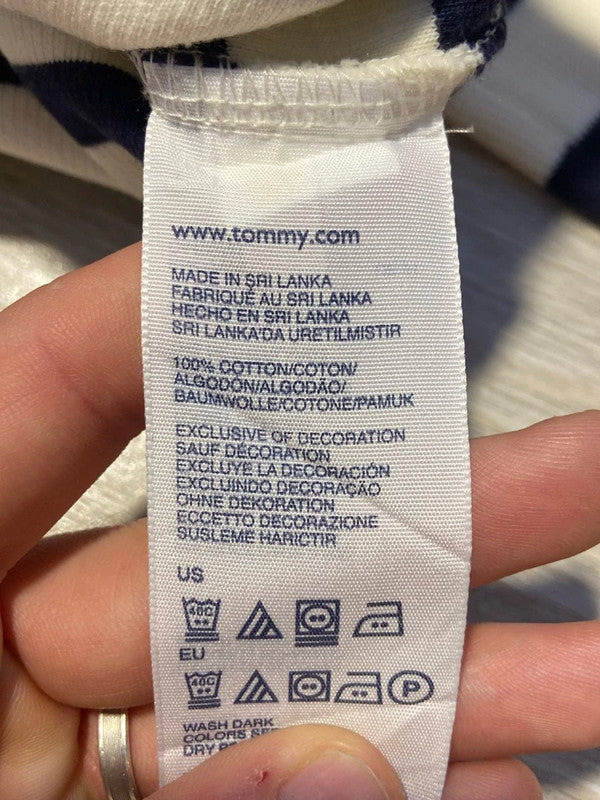 www.tommy.com
MADE IN SRI LANKA
FABRIQUÉ AU SRI LANKA
HECHO EN SRI LANKA
SRI LANKA'DA URETILMISTIR
100% COTTON/COTON/
ALGODÓN/ALGODÃO/
BAUMWOLLE/COTONE/PAMUK
EXCLUSIVE OF DECORATION
SAUF DÉCORATION
EXCLUYE LA DECORACIÓN
EXCLUINDO DECORAÇÃO
OHNE DEKORATION
ECCETTO DECORAZIONE
SUSLEME HARICTIR
US
40C
EU
40C P
WASH DARK
COLORS
DRY